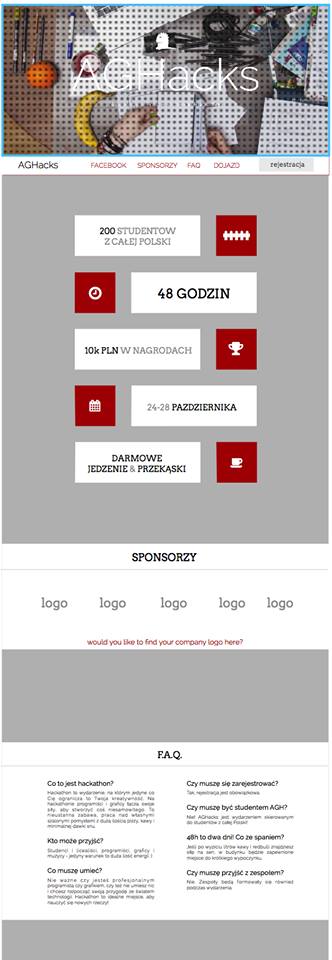 AGHacks
AGHacks FACEBOOK SPONSORZY FAQ DOJAZD rejestracja
200 STUDENTOW
Z CAŁEJ POLSKI
48 GODZIN
10k PLN W NAGRODACH
24-28 PAZDZIERNIKA
DARMOWE
JEDZENIE & PRZEKĄSKI
SPONSORZY
logo logo logo logo logo
would you like to find your company logo here?
F.A.Q.
Co to jest hackathon?
Hackathon to wydarzenie, na którym jedyne co
Cię ogranicza to Twoja kreatywność. Na
hackathonie programiści i graficy łączą swoje
siły, aby stworzyć coś niesamowitego. To
nieustanna zabawa, praca nad własnymi
szalonymi pomysłami z dużą ilością pizzy, kawy i
minimalną dawki snu.
Kto może przyjść?
Studenci i licealiści, programiści, graficy i
muzycy - jedyny warunek to duża ilość energii :)
Co muszę umieć?
Nie ważne czy jesteś profesjonalnym
programistą czy grafikiem, czy też nie umiesz nic
i chcesz rozpocząć swoją przygodę ze światem
technologii. Hackathon to idealne miejsce, aby
nauczyć się nowych rzeczy!
Czy muszę się zarejestrować?
Tak, rejestracja jest obowiązkowa.
Czy muszę być studentem AGH?
Nie! AGHacks jest wydarzeniem skierowanym
do studentów z całej Polski!
48h to dwa dni! Co ze spaniem?
Jeśli po wypiciu litrów kawy i redbulli znajdziesz
siłę na sen, w budynku będzie zapewnione
miejsce do krótkiego wypoczynku.
Czy muszę przyjść z zespołem?
Nie. Zespoły będą formowały się również
podczas wydarzenia.